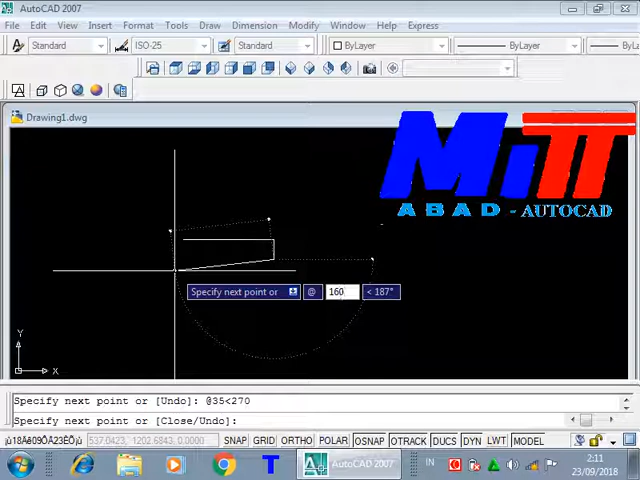 AutoCAD 2007
File Edit View Insert Format Tools Draw Dimension Modify Window Help Express
Standard ISO-25 Standard ByLayer ByLayer ByLa
Drawing1.dwg
MiTT
ABAD - AUTOCAD
Specify next point or @ 160 < 187°
Y
X
Specify next point or [Undo]: @35<270
Specify next point or [Close/Undo]:
537.0423, 1202.6843, 0.0000 SNAP GRID ORTHO POLAR OSNAP OTRACK DUCS DYN LWT MODEL
T AutoCAD 2007 IN 2:11
23/09/2018